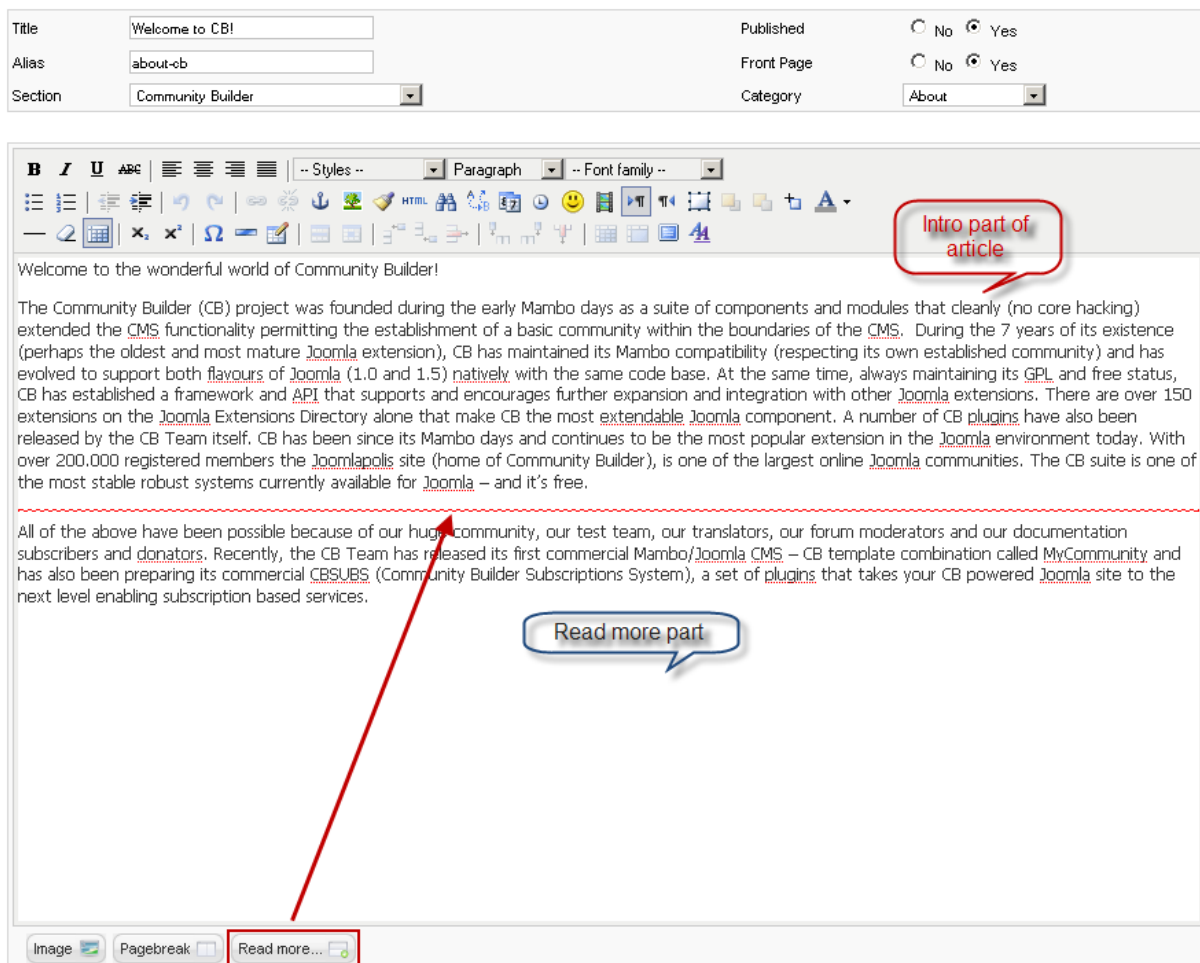 Title Welcome to CB! Published No Yes
Alias about-cb Front Page No Yes
Section Community Builder Category About
B I U ABC -- Styles -- Paragraph -- Font family --
HTML A
Intro part of
article
Welcome to the wonderful world of Community Builder!
The Community Builder (CB) project was founded during the early Mambo days as a suite of components and modules that cleanly (no core hacking)
extended the CMS functionality permitting the establishment of a basic community within the boundaries of the CMS.  During the 7 years of its existence
(perhaps the oldest and most mature Joomla extension), CB has maintained its Mambo compatibility (respecting its own established community) and has
evolved to support both flavours of Joomla (1.0 and 1.5) natively with the same code base. At the same time, always maintaining its GPL and free status,
CB has established a framework and API that supports and encourages further expansion and integration with other Joomla extensions. There are over 150
extensions on the Joomla Extensions Directory alone that make CB the most extendable Joomla component. A number of CB plugins have also been
released by the CB Team itself. CB has been since its Mambo days and continues to be the most popular extension in the Joomla environment today. With
over 200.000 registered members the Joomlapolis site (home of Community Builder), is one of the largest online Joomla communities. The CB suite is one of
the most stable robust systems currently available for Joomla – and it's free.
All of the above have been possible because of our huge community, our test team, our translators, our forum moderators and our documentation
subscribers and donators. Recently, the CB Team has released its first commercial Mambo/Joomla CMS – CB template combination called MyCommunity and
has also been preparing its commercial CBSUBS (Community Builder Subscriptions System), a set of plugins that takes your CB powered Joomla site to the
next level enabling subscription based services.
Read more part
Image Pagebreak Read more...